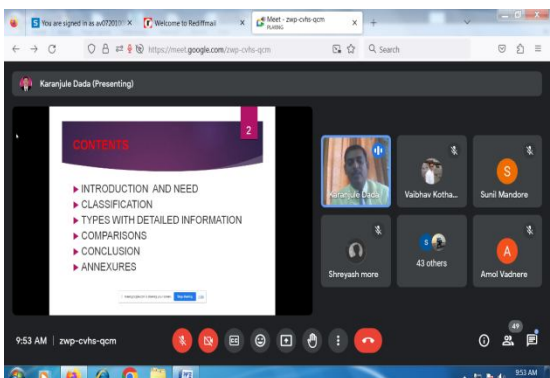 You are signed in as av0720101
Welcome to Rediffmail
Meet - zwp-cvhs-qcm
PLAYING
https://meet.google.com/zwp-cvhs-qcm
Search
Karanjule Dada (Presenting)
2
CONTENTS
INTRODUCTION AND NEED
CLASSIFICATION
TYPES WITH DETAILED INFORMATION
COMPARISONS
CONCLUSION
ANNEXURES
Karanjule Dada
Vaibhav Kotha...
S
Sunil Mandore
Shreyash more
S
43 others
A
Amol Vadnere
9:53 AM | zwp-cvhs-qcm
49
9:53 AM